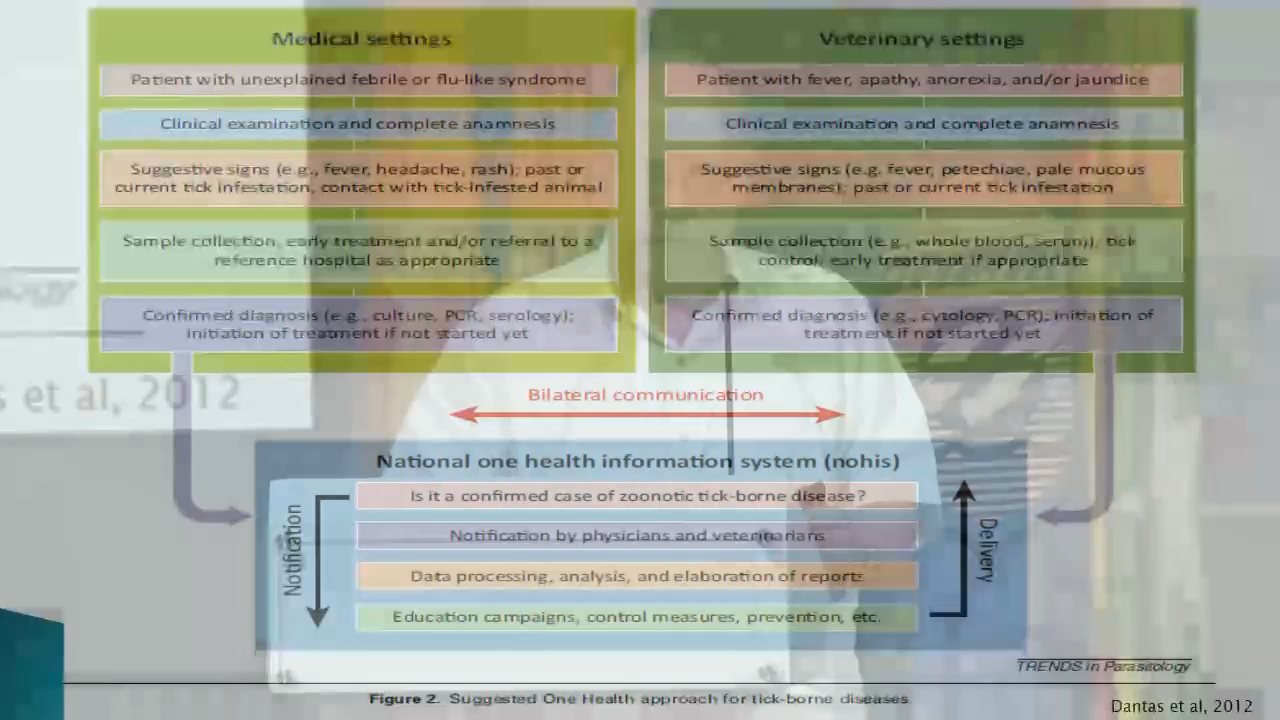 Medical settings
Patient with unexplained febrile or flu-like syndrome
Clinical examination and complete anamnesis
Suggestive signs (e.g., fever, headache, rash); past or
current tick infestation, contact with tick-infested animal
Sample collection, early treatment and/or referral to a
reference hospital as appropriate
Confirmed diagnosis (e.g., culture, PCR, serology);
initiation of treatment if not started yet
Veterinary settings
Patient with fever, apathy, anorexia, and/or jaundice
Clinical examination and complete anamnesis
Suggestive signs (e.g. fever, petechiae, pale mucous
membranes); past or current tick infestation
Sample collection (e.g., whole blood, serum), tick
control, early treatment if appropriate
Confirmed diagnosis (e.g., cytology, PCR); initiation of
treatment if not started yet
s et al, 2012
Bilateral communication
National one health information system (nohis)
Notification
Is it a confirmed case of zoonotic tick-borne disease?
Notification by physicians and veterinarians
Data processing, analysis, and elaboration of reports
Education campaigns, control measures, prevention, etc.
Delivery
TRENDS in Parasitology
Figure 2. Suggested One Health approach for tick-borne diseases
Dantas et al, 2012